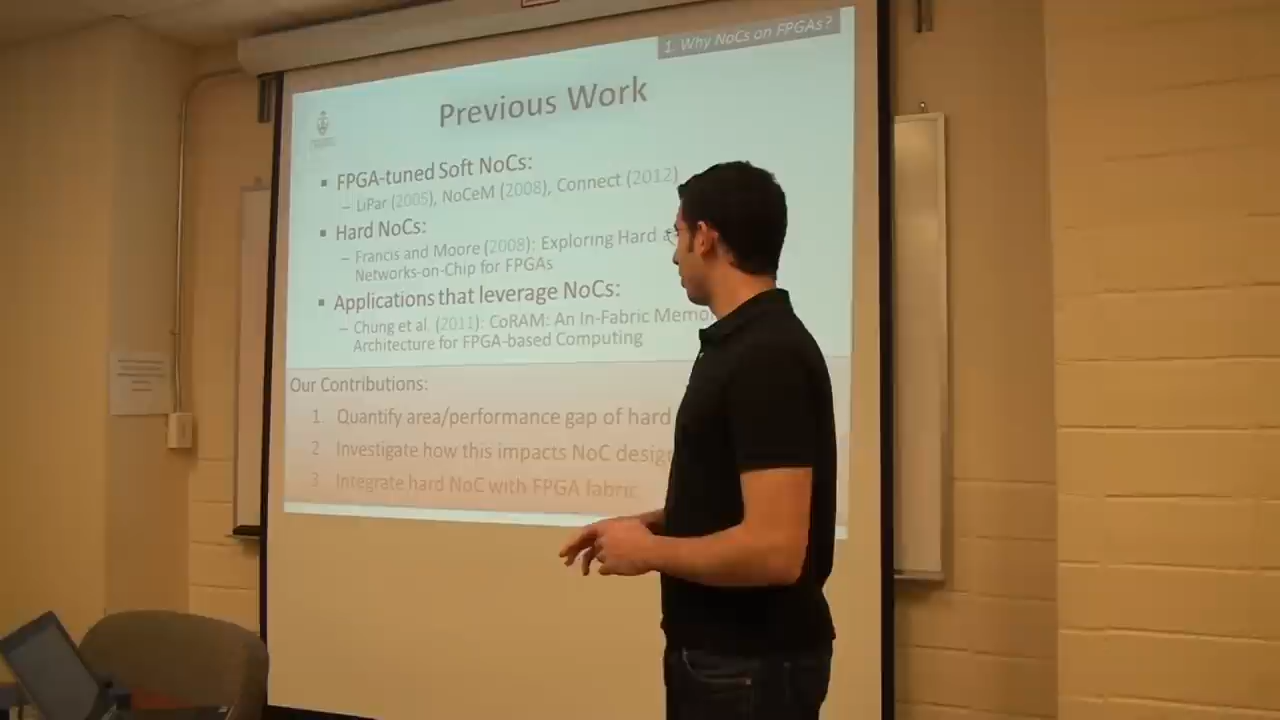 1. Why NoCs on FPGAs?
Previous Work
▪ FPGA-tuned Soft NoCs:
– LiPar (2005), NoCeM (2008), Connect (2012)
▪ Hard NoCs:
– Francis and Moore (2008): Exploring Hard
Networks-on-Chip for FPGAs
▪ Applications that leverage NoCs:
– Chung et al. (2011): CoRAM: An In-Fabric Memo
Architecture for FPGA-based Computing
Our Contributions:
1. Quantify area/performance gap of hard
2 Investigate how this impacts NoC design
3 Integrate hard NoC with FPGA fabric